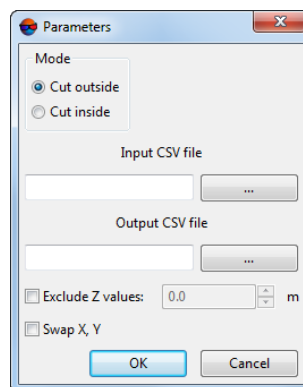 Parameters
Mode
Cut outside
Cut inside
Input CSV file
...
Output CSV file
...
Exclude Z values: 0.0 m
Swap X, Y
OK Cancel